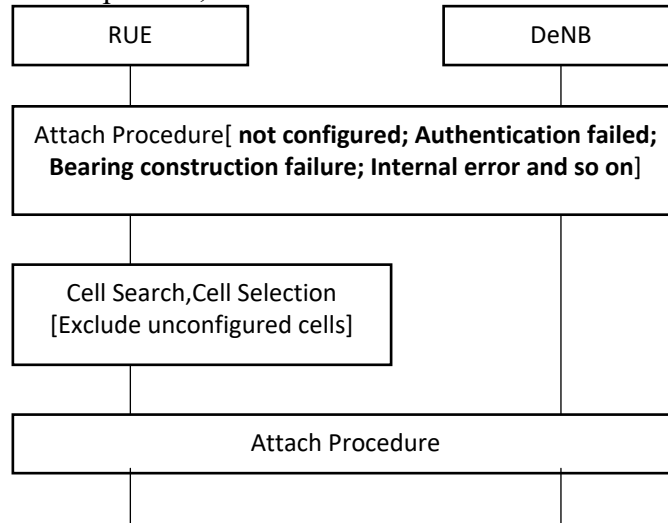 RUE
DeNB
Attach Procedure[ not configured; Authentication failed;
Bearing construction failure; Internal error and so on]
Cell Search,Cell Selection
[Exclude unconfigured cells]
Attach Procedure